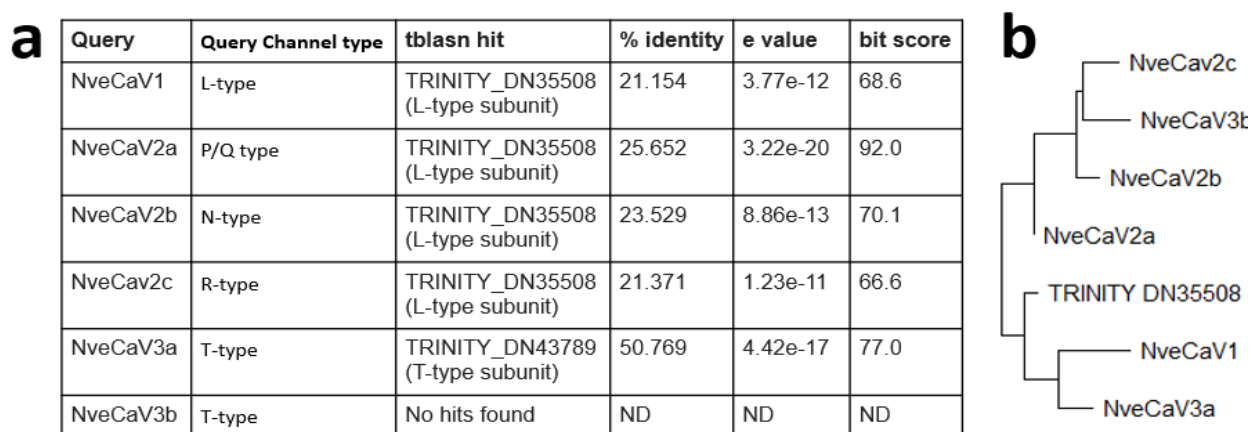 a
Query Query Channel type tblasn hit % identity e value bit score
NveCaV1 L-type TRINITY_DN35508 21.154 3.77e-12 68.6
(L-type subunit)
NveCaV2a P/Q type TRINITY_DN35508 25.652 3.22e-20 92.0
(L-type subunit)
NveCaV2b N-type TRINITY_DN35508 23.529 8.86e-13 70.1
(L-type subunit)
NveCav2c R-type TRINITY_DN35508 21.371 1.23e-11 66.6
(L-type subunit)
NveCaV3a T-type TRINITY_DN43789 50.769 4.42e-17 77.0
(T-type subunit)
NveCaV3b T-type No hits found ND ND ND
b
NveCav2c
NveCaV3b
NveCaV2b
NveCaV2a
TRINITY DN35508
NveCaV1
NveCaV3a